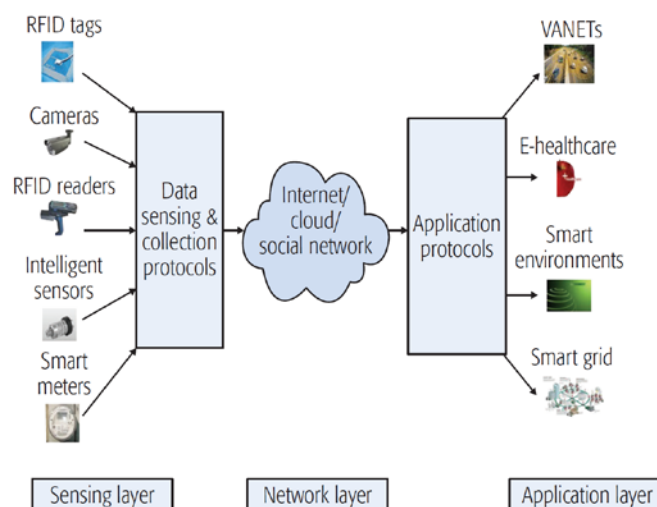 RFID tags
Cameras
RFID readers
Intelligent
sensors
Smart
meters
Data
sensing &
collection
protocols
Internet/
cloud/
social network
Application
protocols
VANETs
E-healthcare
Smart
environments
Smart grid
Sensing layer
Network layer
Application layer